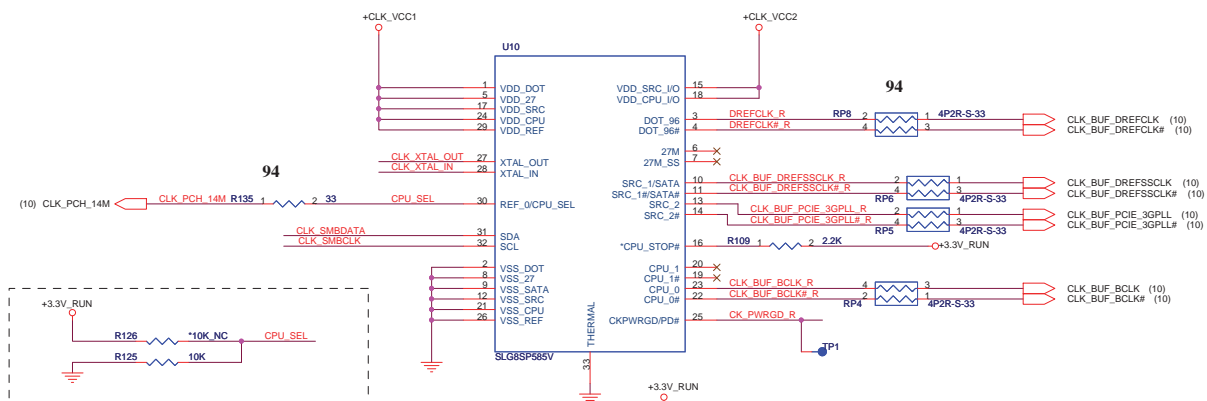 +CLK_VCC1
+CLK_VCC2
U10
1 VDD_DOT
5 VDD_27
17 VDD_SRC
24 VDD_CPU
29 VDD_REF
VDD_SRC_I/O 15
VDD_CPU_I/O 18
94
DOT_96 3 DREFCLK_R RP8 2 1 4P2R-S-33 CLK_BUF_DREFCLK (10)
DOT_96# 4 DREFCLK#_R 4 3 CLK_BUF_DREFCLK# (10)
CLK_XTAL_OUT 27 XTAL_OUT
CLK_XTAL_IN 28 XTAL_IN
27M 6
27M_SS 7
94
(10) CLK_PCH_14M CLK_PCH_14M R135 1 2 33 CPU_SEL 30 REF_0/CPU_SEL
SRC_1/SATA 10 CLK_BUF_DREFSSCLK_R 2 1 CLK_BUF_DREFSSCLK (10)
SRC_1#/SATA# 11 CLK_BUF_DREFSSCLK#_R 4 3 CLK_BUF_DREFSSCLK# (10)
RP6 4P2R-S-33
SRC_2 13 CLK_BUF_PCIE_3GPLL_R 2 1 CLK_BUF_PCIE_3GPLL (10)
SRC_2# 14 CLK_BUF_PCIE_3GPLL#_R 4 3 CLK_BUF_PCIE_3GPLL# (10)
RP5 4P2R-S-33
CLK_SMBDATA 31 SDA
CLK_SMBCLK 32 SCL
*CPU_STOP# 16 R109 1 2 2.2K +3.3V_RUN
2 VSS_DOT
8 VSS_27
9 VSS_SATA
12 VSS_SRC
21 VSS_CPU
26 VSS_REF
CPU_1 20
CPU_1# 19
CPU_0 23 CLK_BUF_BCLK_R 4 3 CLK_BUF_BCLK (10)
CPU_0# 22 CLK_BUF_BCLK#_R RP4 2 1 4P2R-S-33 CLK_BUF_BCLK# (10)
CKPWRGD/PD# 25 CK_PWRGD_R
TP1
THERMAL
33
SLG8SP585V
+3.3V_RUN
+3.3V_RUN
R126 *10K_NC CPU_SEL
R125 10K